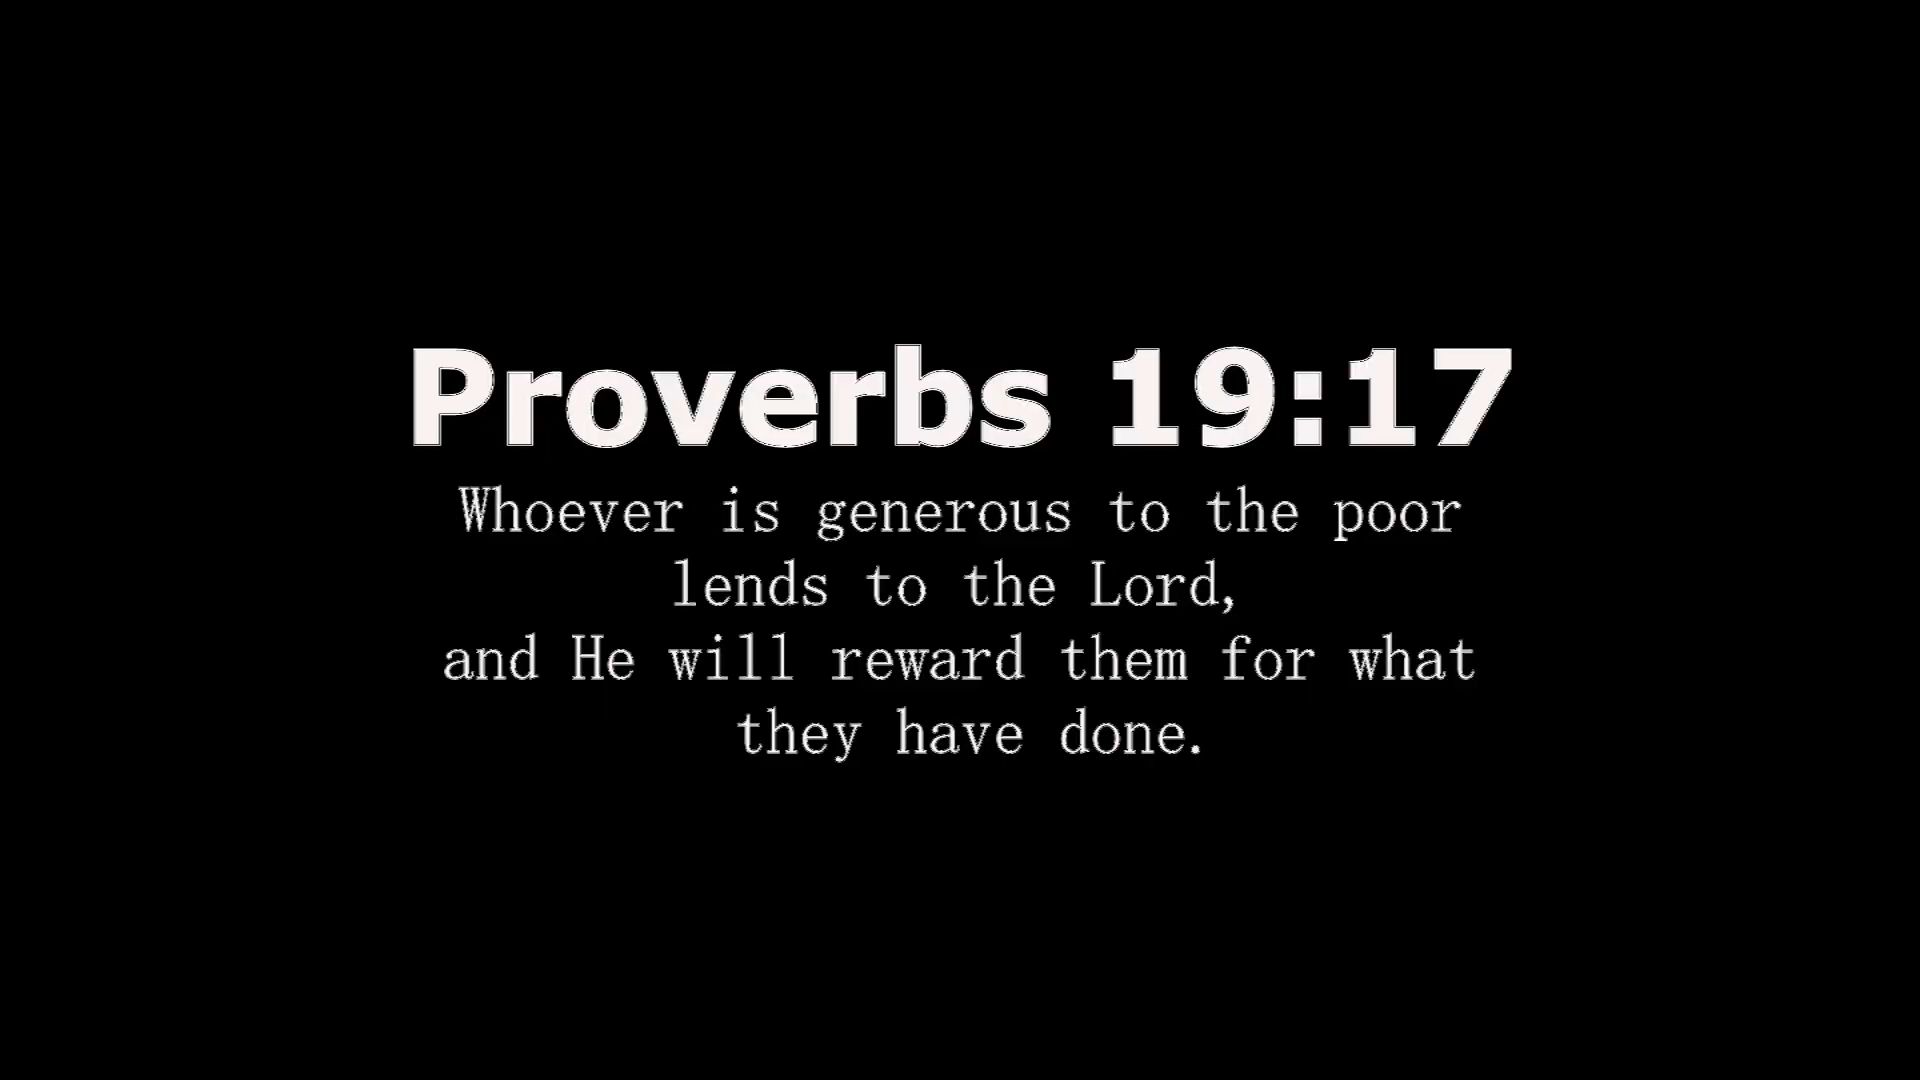 Proverbs 19:17
Whoever is generous to the poor
lends to the Lord,
and He will reward them for what
they have done.